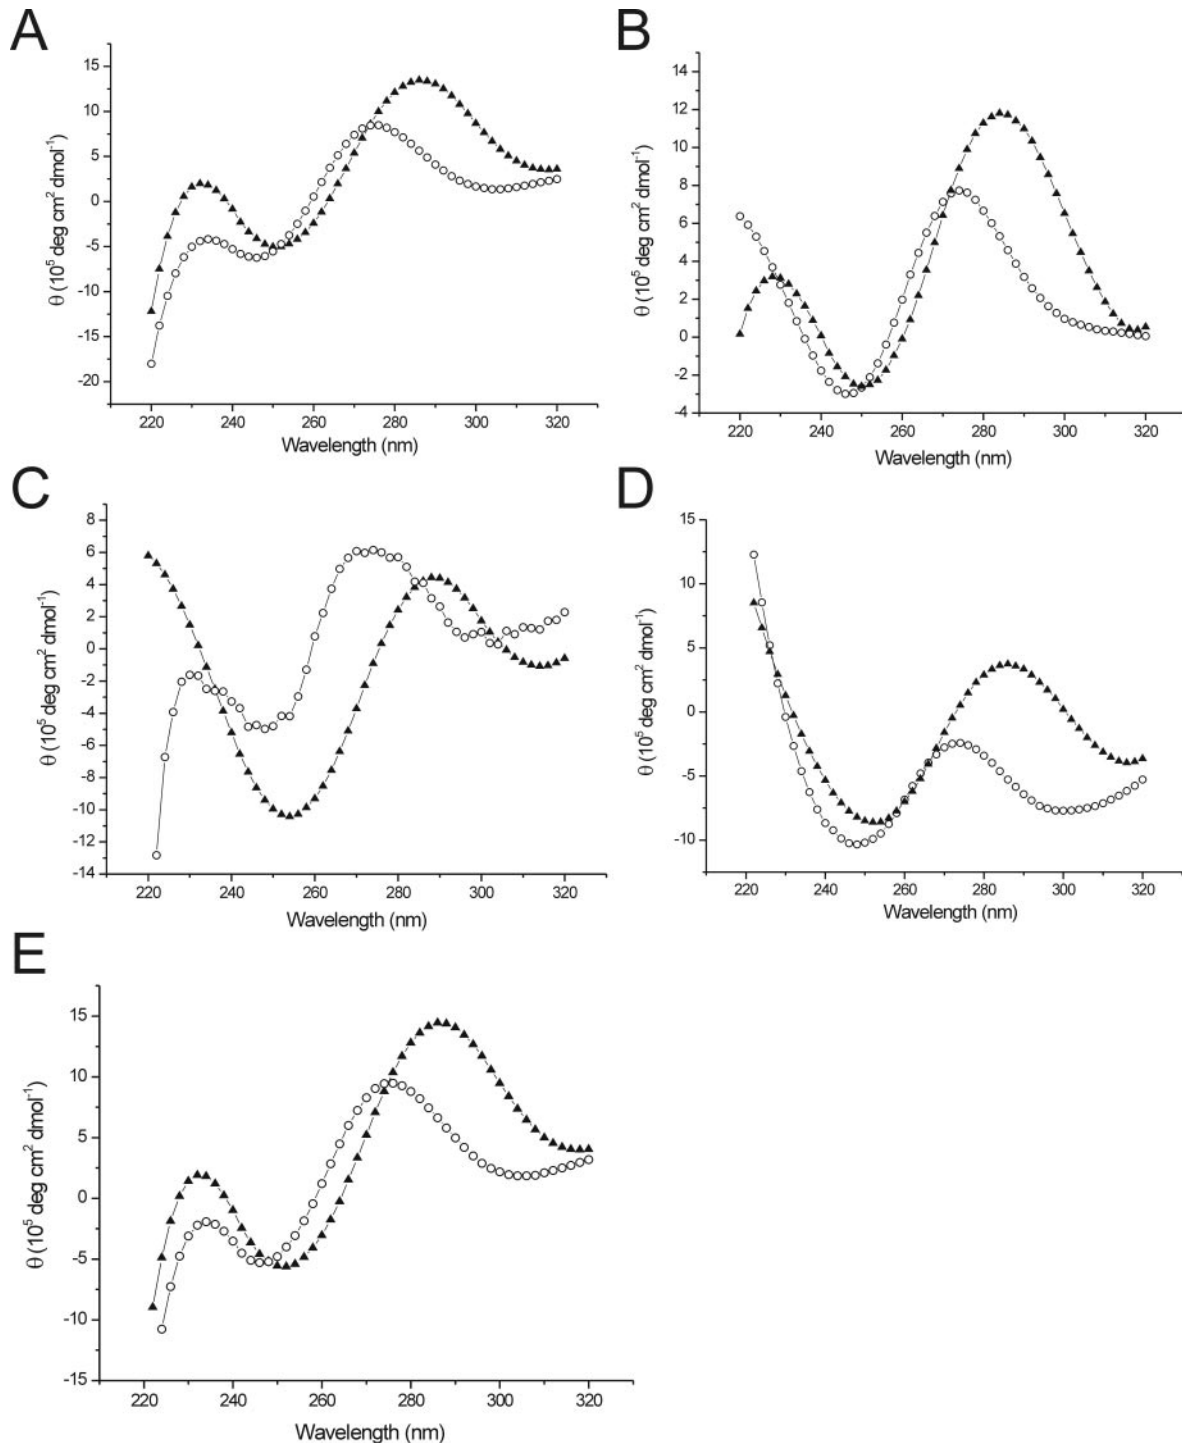 A
θ (10⁵ deg cm² dmol⁻¹)
15
10
5
0
-5
-10
-15
-20
220 240 260 280 300 320
Wavelength (nm)
B
θ (10⁵ deg cm² dmol⁻¹)
14
12
10
8
6
4
2
0
-2
-4
220 240 260 280 300 320
Wavelength (nm)
C
θ (10⁵ deg cm² dmol⁻¹)
8
6
4
2
0
-2
-4
-6
-8
-10
-12
-14
220 240 260 280 300 320
Wavelength (nm)
D
θ (10⁵ deg cm² dmol⁻¹)
15
10
5
0
-5
-10
220 240 260 280 300 320
Wavelength (nm)
E
θ (10⁵ deg cm² dmol⁻¹)
15
10
5
0
-5
-10
-15
220 240 260 280 300 320
Wavelength (nm)